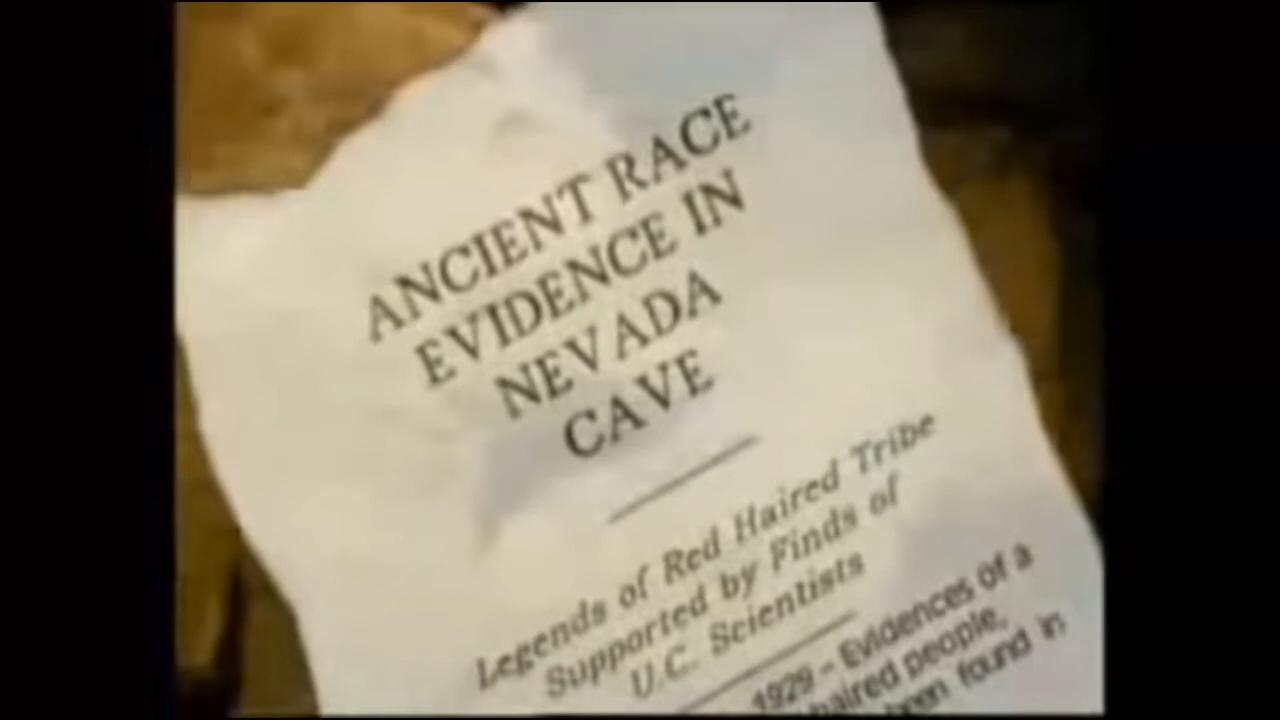 ANCIENT RACE
EVIDENCE IN
NEVADA
CAVE
Legends of Red Haired Tribe
Supported by Finds of
U.C. Scientists
1929 – Evidences of a
haired people,
been found in